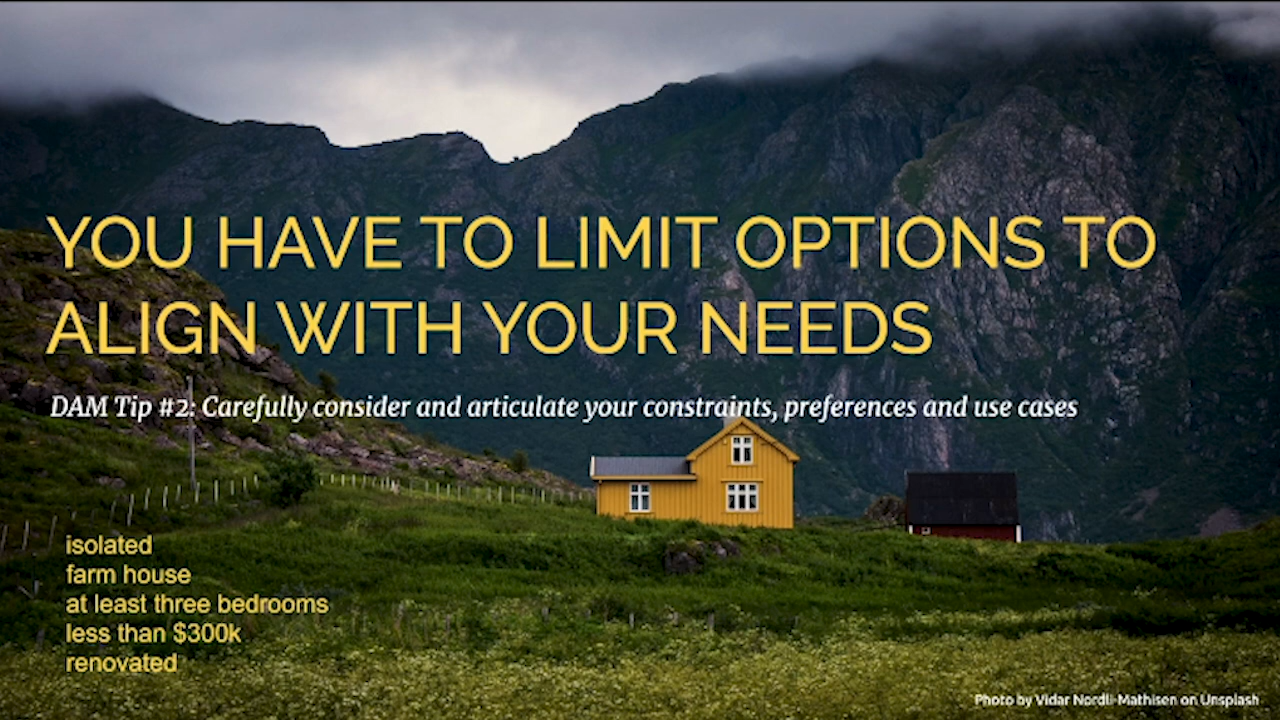 YOU HAVE TO LIMIT OPTIONS TO
ALIGN WITH YOUR NEEDS
DAM Tip #2: Carefully consider and articulate your constraints, preferences and use cases
isolated
farm house
at least three bedrooms
less than $300k
renovated
Photo by Vidar Nordli-Mathisen on Unsplash